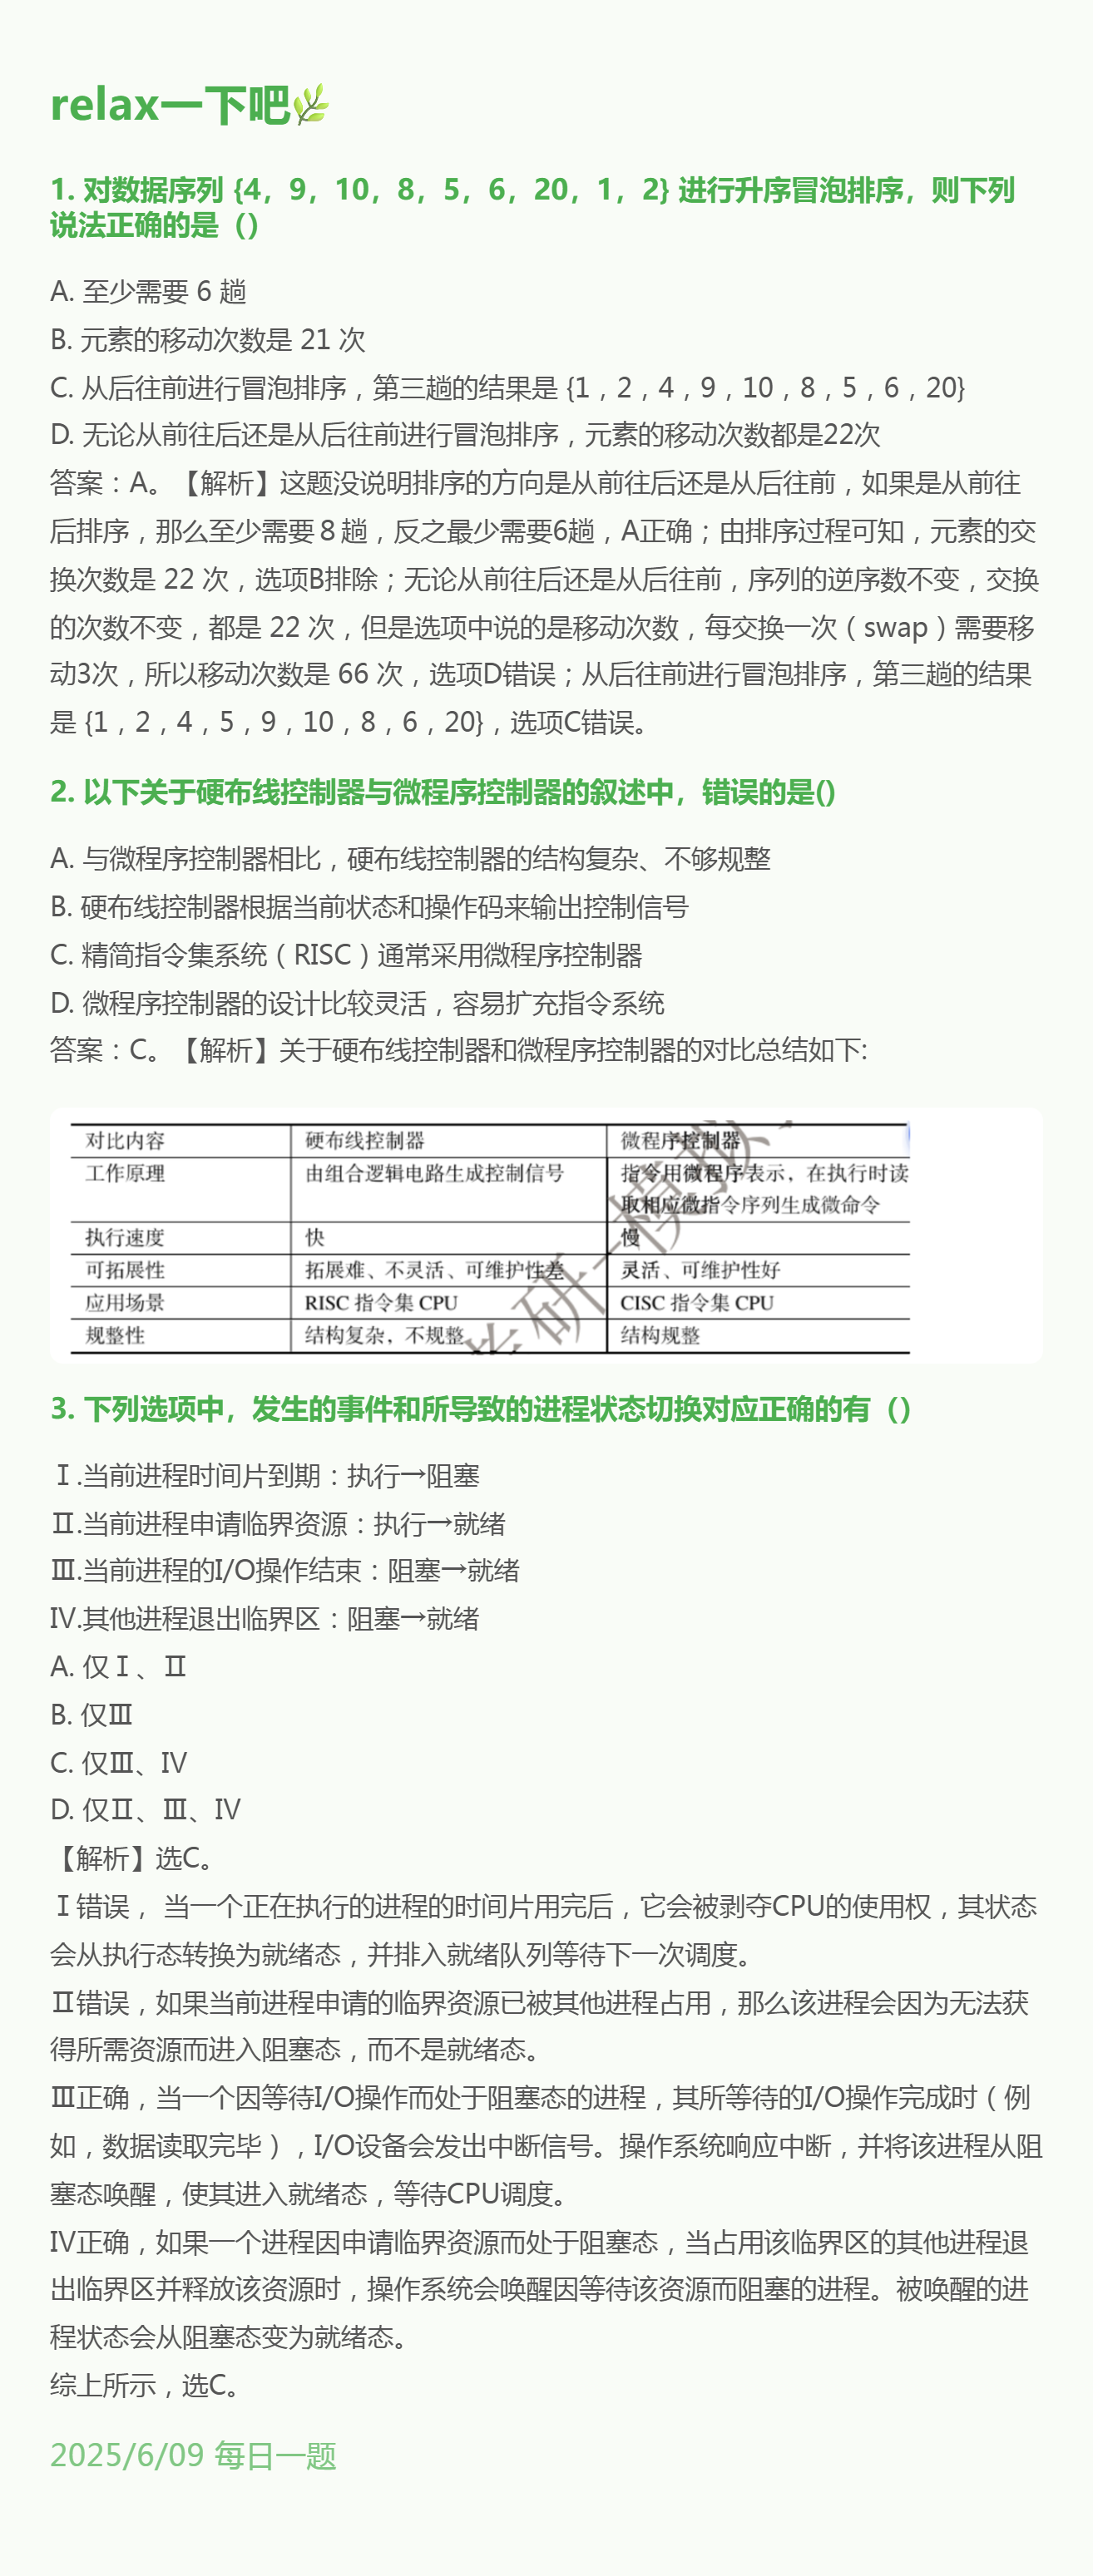 relax一下吧
1. 对数据序列 {4，9，10，8，5，6，20，1，2} 进行升序冒泡排序，则下列
说法正确的是（）
A. 至少需要 6 趟
B. 元素的移动次数是 21 次
C. 从后往前进行冒泡排序，第三趟的结果是 {1，2，4，9，10，8，5，6，20}
D. 无论从前往后还是从后往前进行冒泡排序，元素的移动次数都是22次
答案：A。【解析】这题没说明排序的方向是从前往后还是从后往前，如果是从前往
后排序，那么至少需要 8 趟，反之最少需要6趟，A正确；由排序过程可知，元素的交
换次数是 22 次，选项B排除；无论从前往后还是从后往前，序列的逆序数不变，交换
的次数不变，都是 22 次，但是选项中说的是移动次数，每交换一次（swap）需要移
动3次，所以移动次数是 66 次，选项D错误；从后往前进行冒泡排序，第三趟的结果
是 {1，2，4，5，9，10，8，6，20}，选项C错误。
2. 以下关于硬布线控制器与微程序控制器的叙述中，错误的是()
A. 与微程序控制器相比，硬布线控制器的结构复杂、不够规整
B. 硬布线控制器根据当前状态和操作码来输出控制信号
C. 精简指令集系统（RISC）通常采用微程序控制器
D. 微程序控制器的设计比较灵活，容易扩充指令系统
答案：C。【解析】关于硬布线控制器和微程序控制器的对比总结如下:
对比内容 硬布线控制器 微程序控制器
工作原理 由组合逻辑电路生成控制信号 指令用微程序表示，在执行时读
取相应微指令序列生成微命令
执行速度 快 慢
可拓展性 拓展难、不灵活、可维护性差 灵活、可维护性好
应用场景 RISC 指令集 CPU CISC 指令集 CPU
规整性 结构复杂，不规整 结构规整
研 模拟
3. 下列选项中，发生的事件和所导致的进程状态切换对应正确的有（）
Ⅰ.当前进程时间片到期：执行→阻塞
Ⅱ.当前进程申请临界资源：执行→就绪
Ⅲ.当前进程的I/O操作结束：阻塞→就绪
Ⅳ.其他进程退出临界区：阻塞→就绪
A. 仅Ⅰ、Ⅱ
B. 仅Ⅲ
C. 仅Ⅲ、Ⅳ
D. 仅Ⅱ、Ⅲ、Ⅳ
【解析】选C。
Ⅰ错误， 当一个正在执行的进程的时间片用完后，它会被剥夺CPU的使用权，其状态
会从执行态转换为就绪态，并排入就绪队列等待下一次调度。
Ⅱ错误，如果当前进程申请的临界资源已被其他进程占用，那么该进程会因为无法获
得所需资源而进入阻塞态，而不是就绪态。
Ⅲ正确，当一个因等待I/O操作而处于阻塞态的进程，其所等待的I/O操作完成时（例
如，数据读取完毕），I/O设备会发出中断信号。操作系统响应中断，并将该进程从阻
塞态唤醒，使其进入就绪态，等待CPU调度。
Ⅳ正确，如果一个进程因申请临界资源而处于阻塞态，当占用该临界区的其他进程退
出临界区并释放该资源时，操作系统会唤醒因等待该资源而阻塞的进程。被唤醒的进
程状态会从阻塞态变为就绪态。
综上所示，选C。
2025/6/09 每日一题